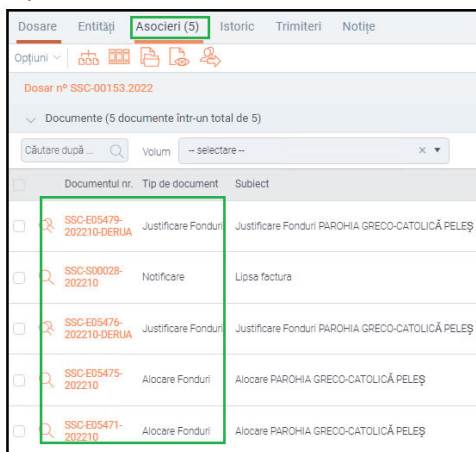 Dosare Entități Asocieri (5) Istoric Trimiteri Notițe
Opțiuni
Dosar nº SSC-00153.2022
Documente (5 documente într-un total de 5)
Căutare după ... Volum -- selectare --
Documentul nr. Tip de document Subiect
SSC-E05479-202210-DERUA Justificare Fonduri Justificare Fonduri PAROHIA GRECO-CATOLICĂ PELEȘ
SSC-S00028-202210 Notificare Lipsa factura
SSC-E05476-202210-DERUA Justificare Fonduri Justificare Fonduri PAROHIA GRECO-CATOLICĂ PELEȘ
SSC-E05475-202210 Alocare Fonduri Alocare PAROHIA GRECO-CATOLICĂ PELEȘ
SSC-E05471-202210 Alocare Fonduri Alocare PAROHIA GRECO-CATOLICĂ PELEȘ